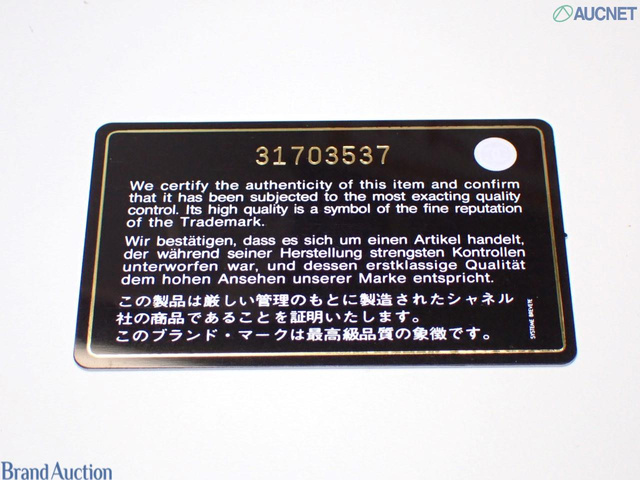 AUCNET
31703537
We certify the authenticity of this item and confirm
that it has been subjected to the most exacting quality
control. Its high quality is a symbol of the fine reputation
of the Trademark.
Wir bestätigen, dass es sich um einen Artikel handelt,
der während seiner Herstellung strengsten Kontrollen
unterworfen war, und dessen erstklassige Qualität
dem hohen Ansehen unserer Marke entspricht.
この製品は厳しい管理のもとに製造されたシャネル
社の商品であることを証明いたします。
このブランド・マークは最高級品質の象徴です。
SYSTEME BREVETE
Brand Auction